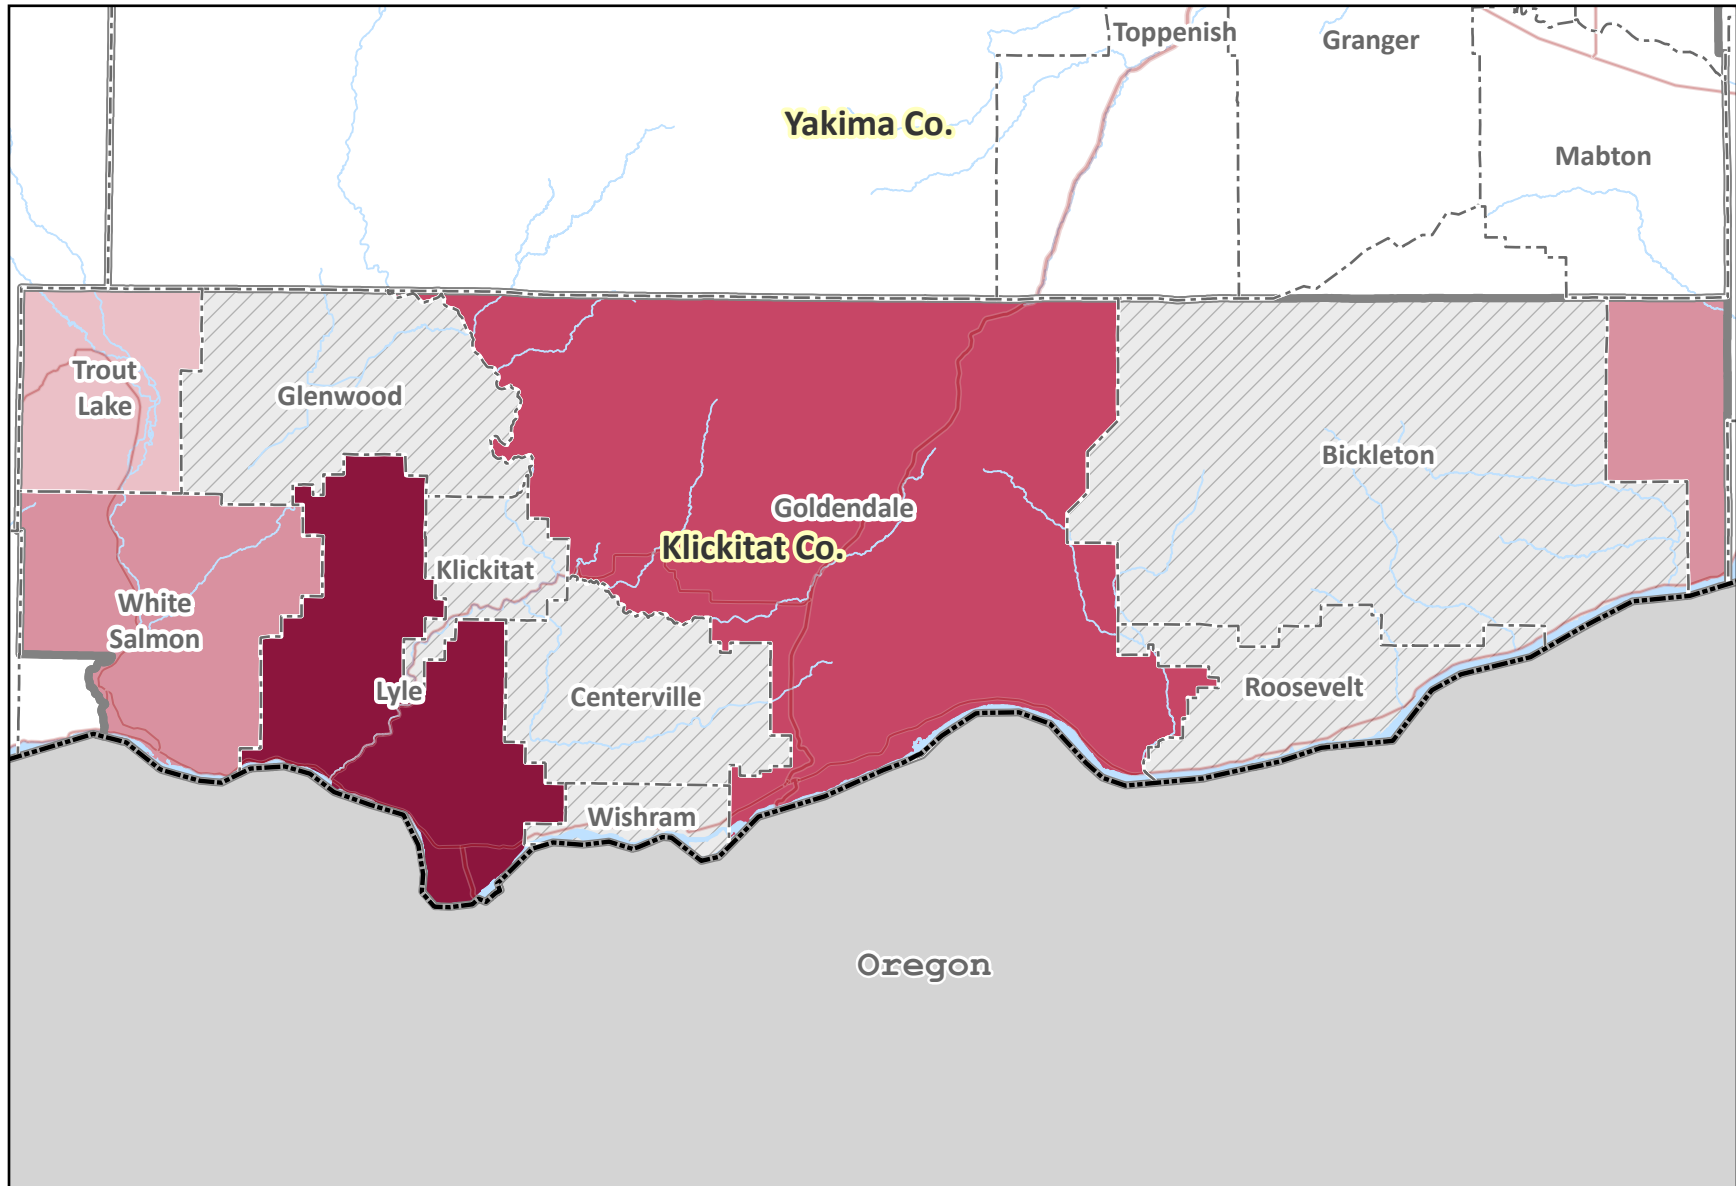 Toppenish
Granger
Yakima Co.
Mabton
Trout
Lake
Glenwood
Bickleton
Goldendale
Klickitat Co.
Klickitat
White
Salmon
Lyle
Centerville
Roosevelt
Wishram
Oregon